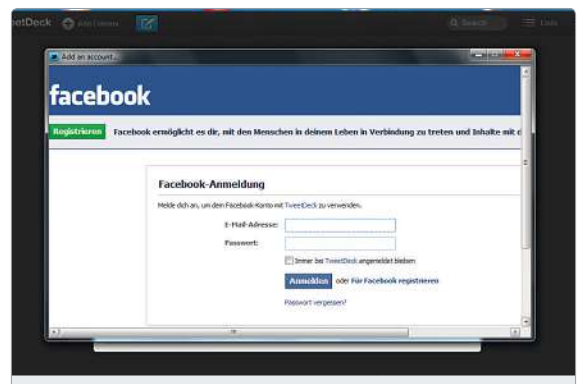 Add Column
Search
Lists
Add an account...
facebook
Registrieren Facebook ermöglicht es dir, mit den Menschen in deinem Leben in Verbindung zu treten und Inhalte mit d
Facebook-Anmeldung
Melde dich an, um dein Facebook-Konto mit TweetDeck zu verwenden.
E-Mail-Adresse:
Passwort:
Immer bei TweetDeck angemeldet bleiben
Anmelden oder Für Facebook registrieren
Passwort vergessen?